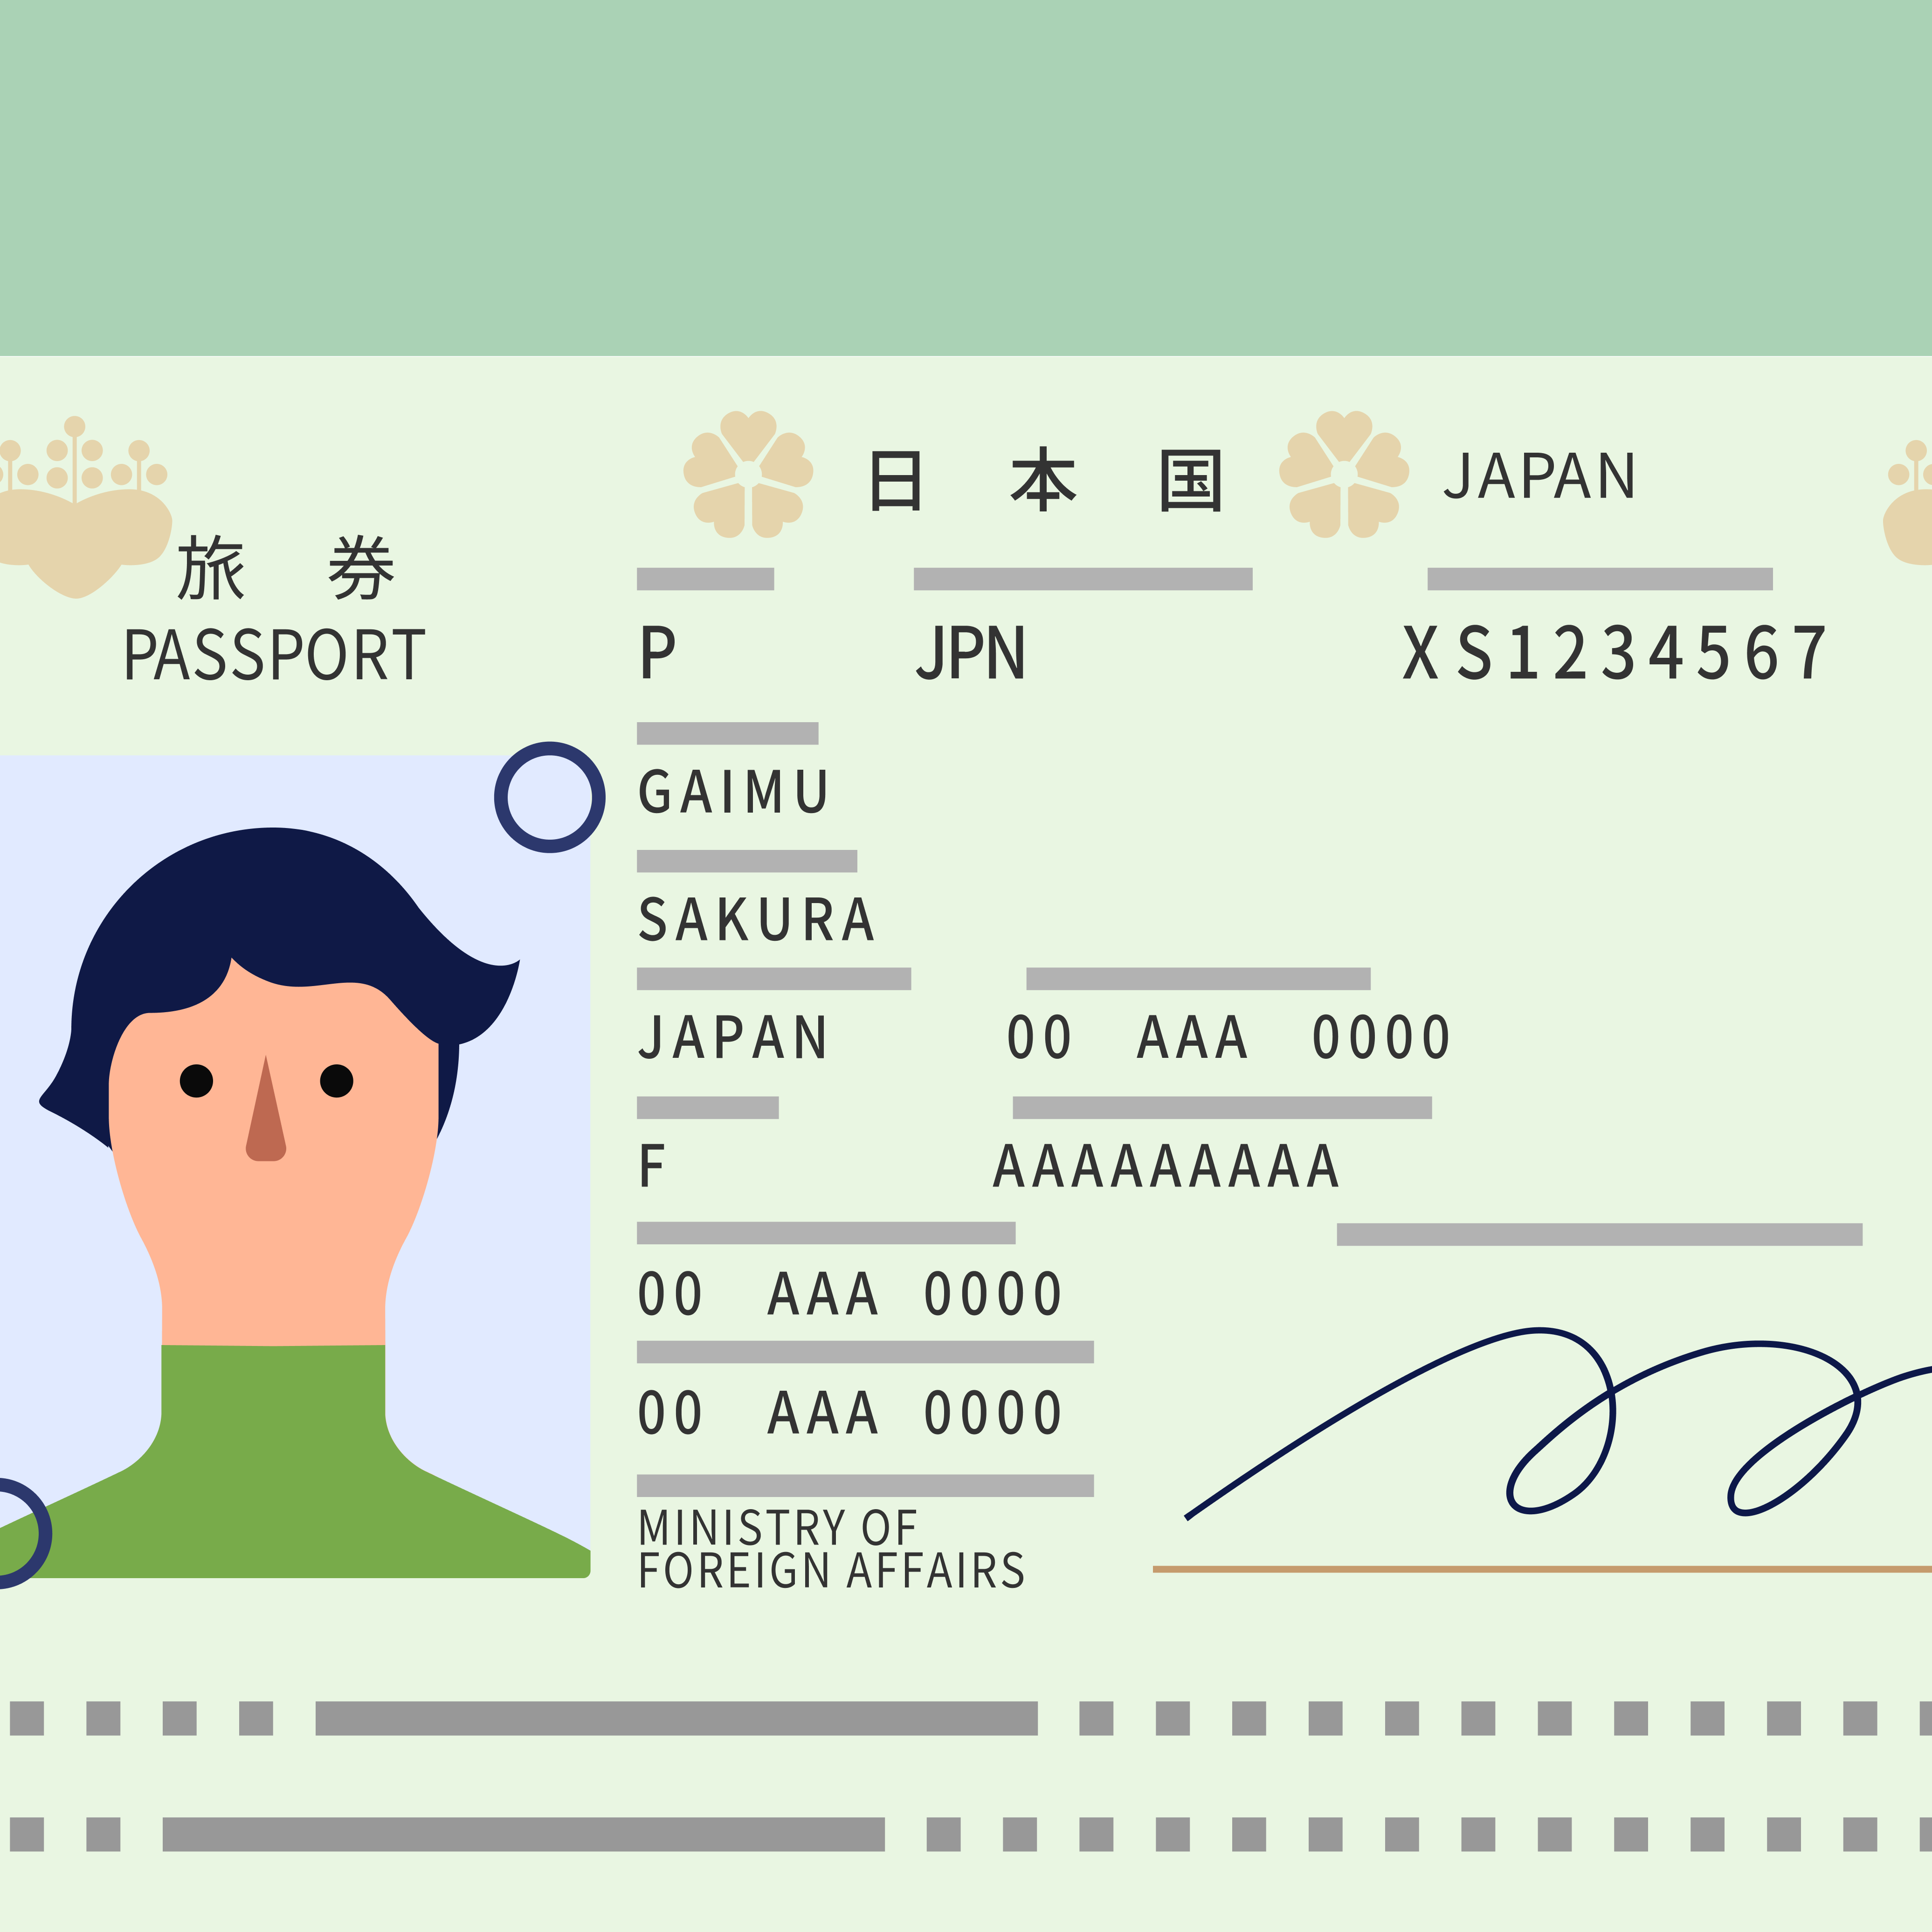 日本国 JAPAN
旅券
PASSPORT
P JPN XS1234567
GAIMU
SAKURA
JAPAN 00 AAA 0000
F AAAAAAAAA
00 AAA 0000
00 AAA 0000
MINISTRY OF
FOREIGN AFFAIRS